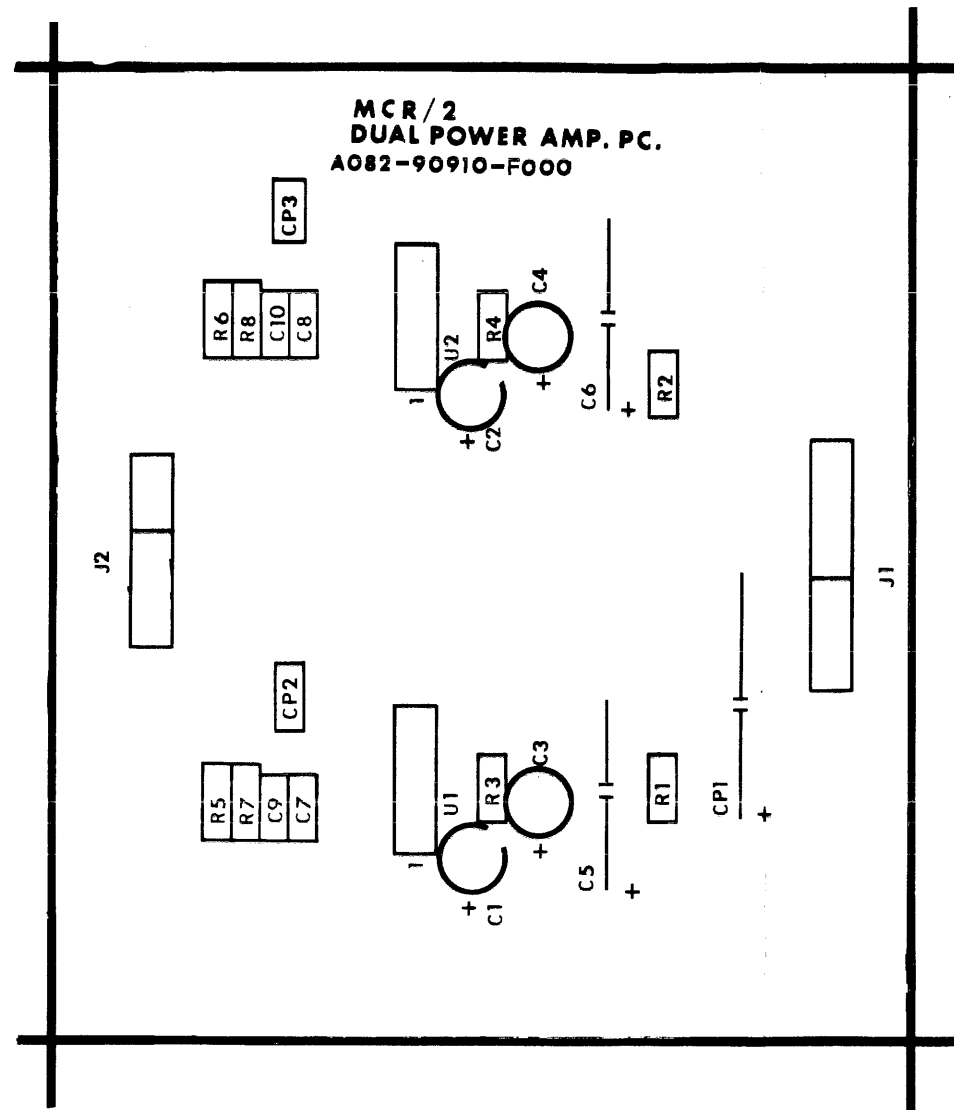 MCR/2
DUAL POWER AMP. PC.
A082-90910-F000
CP3
R6
R8
C10
C8
U2
R4
C4
1
+
C2
+
C6
+
R2
J2
J1
CP2
R5
R7
C9
C7
U1
R3
C3
1
+
C1
+
C5
+
R1
CP1
+